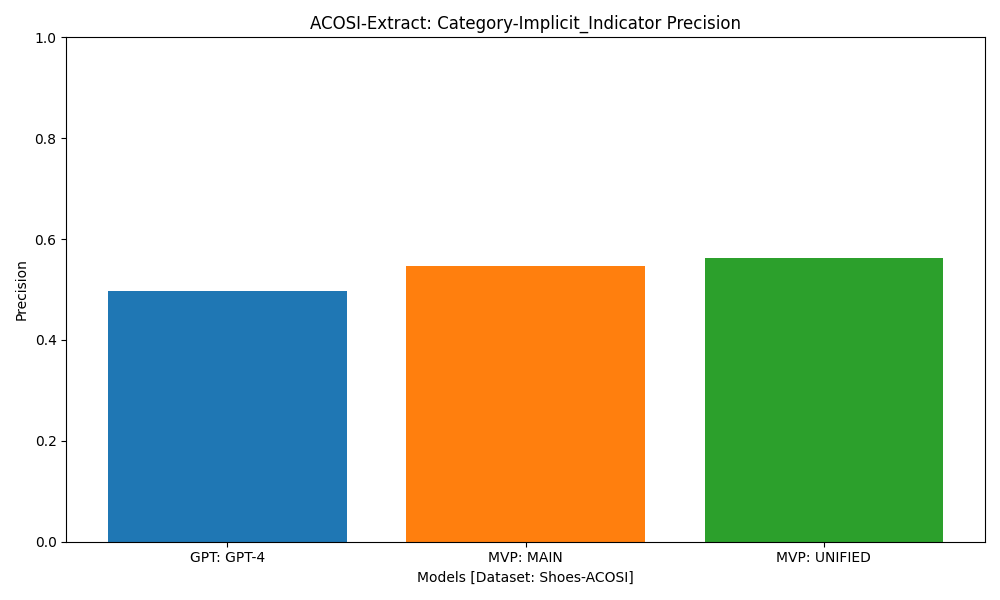 ACOSI-Extract: Category-Implicit_Indicator Precision
1.0
0.8
0.6
0.4
0.2
0.0
Precision
GPT: GPT-4
MVP: MAIN
MVP: UNIFIED
Models [Dataset: Shoes-ACOSI]